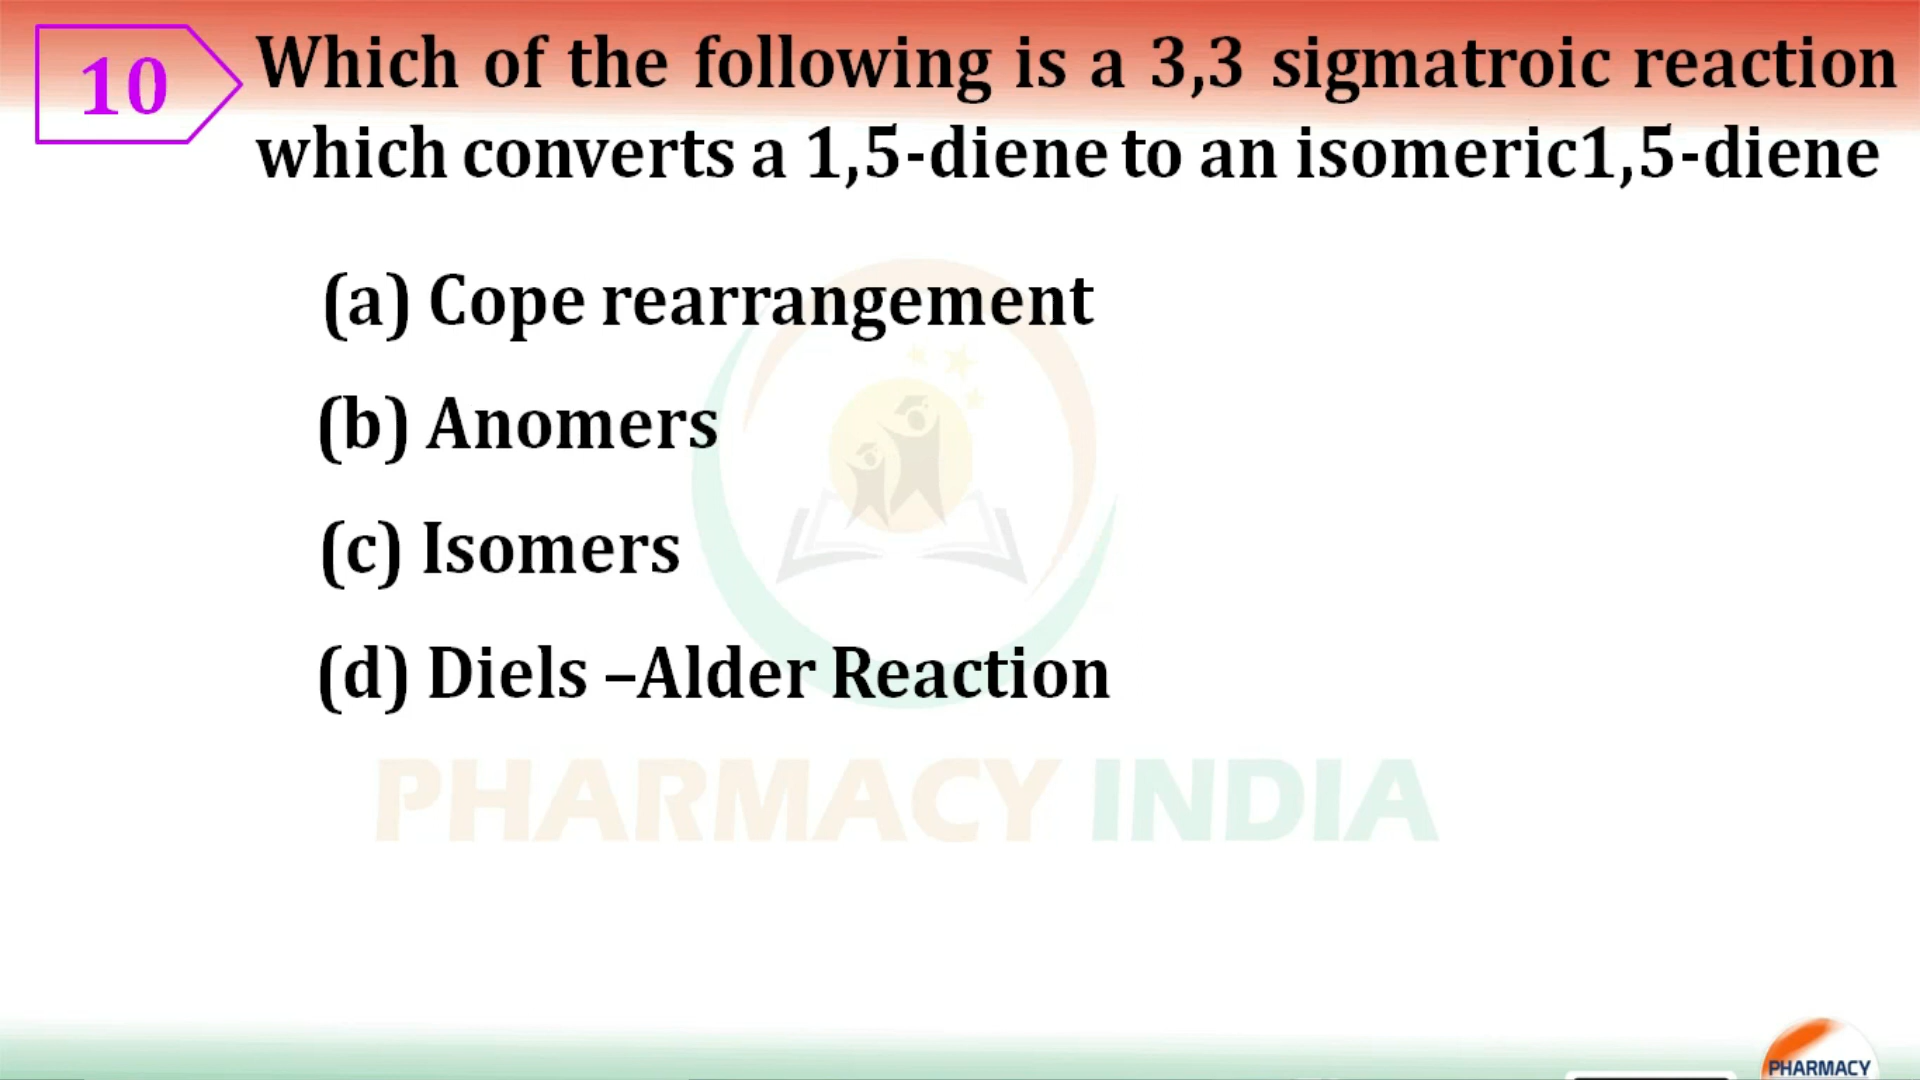 10
Which of the following is a 3,3 sigmatroic reaction
which converts a 1,5-diene to an isomeric1,5-diene
(a) Cope rearrangement
(b) Anomers
(c) Isomers
(d) Diels –Alder Reaction
PHARMACY INDIA
PHARMACY